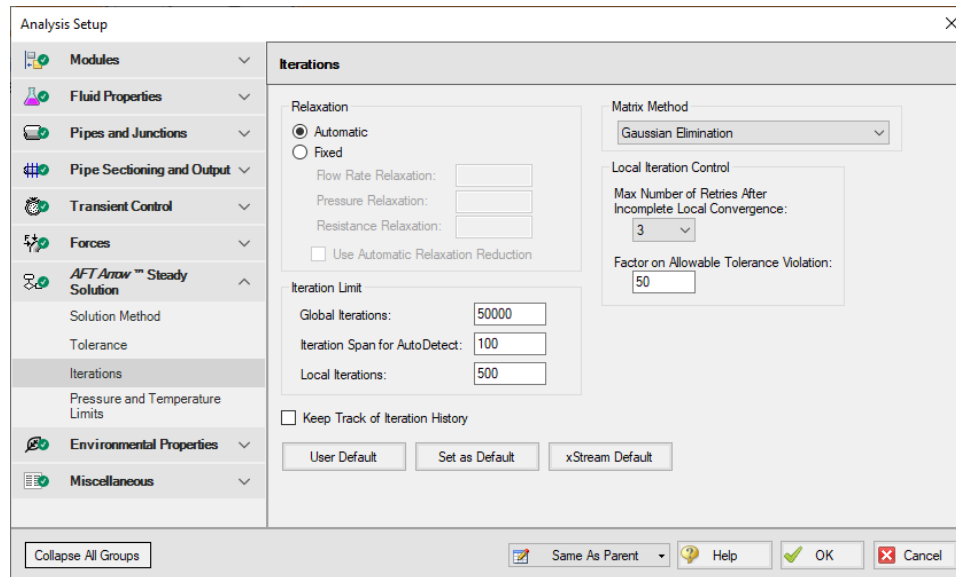 Analysis Setup
Modules
Fluid Properties
Pipes and Junctions
Pipe Sectioning and Output
Transient Control
Forces
AFT Arrow™ Steady
Solution
Solution Method
Tolerance
Iterations
Pressure and Temperature
Limits
Environmental Properties
Miscellaneous
Collapse All Groups
Iterations
Relaxation
Automatic
Fixed
Flow Rate Relaxation:
Pressure Relaxation:
Resistance Relaxation:
Use Automatic Relaxation Reduction
Iteration Limit
Global Iterations: 50000
Iteration Span for AutoDetect: 100
Local Iterations: 500
Keep Track of Iteration History
User Default Set as Default xStream Default
Matrix Method
Gaussian Elimination
Local Iteration Control
Max Number of Retries After
Incomplete Local Convergence:
3
Factor on Allowable Tolerance Violation:
50
Same As Parent Help OK Cancel